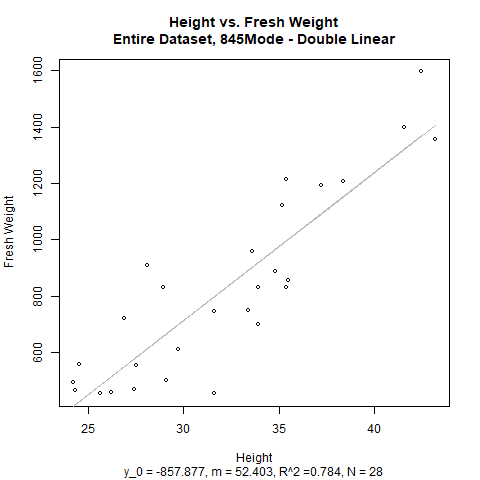 Height vs. Fresh Weight
Entire Dataset, 845Mode - Double Linear
Fresh Weight
1600
1400
1200
1000
800
600
25 30 35 40
Height
y_0 = -857.877, m = 52.403, R^2 =0.784, N = 28